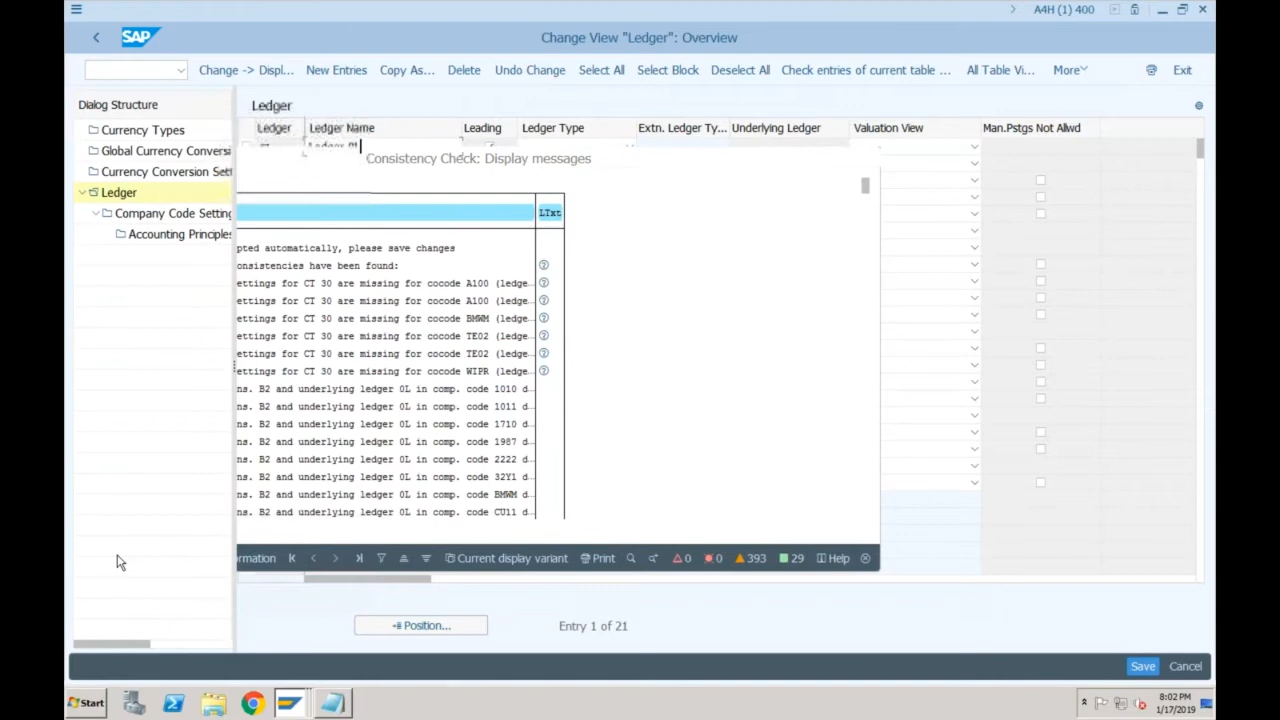 A4H (1) 400
SAP
Change View "Ledger": Overview
Change -> Displ... New Entries Copy As... Delete Undo Change Select All Select Block Deselect All Check entries of current table ... All Table Vi... More Exit
Dialog Structure
Currency Types
Global Currency Convers
Currency Conversion Sett
Ledger
Company Code Setting
Accounting Principles
Ledger
Ledger Ledger Name Leading Ledger Type Extn. Ledger Ty... Underlying Ledger Valuation View Man.Pstgs Not Allwd
Consistency Check: Display messages
LTxt
pted automatically, please save changes
onsistencies have been found:
ettings for CT 30 are missing for cocode A100 (ledge...
ettings for CT 30 are missing for cocode A100 (ledge...
ettings for CT 30 are missing for cocode BMWM (ledge...
ettings for CT 30 are missing for cocode TE02 (ledge...
ettings for CT 30 are missing for cocode TE02 (ledge...
ettings for CT 30 are missing for cocode WIPR (ledge...
ns. B2 and underlying ledger 0L in comp. code 1010 d...
ns. B2 and underlying ledger 0L in comp. code 1011 d...
ns. B2 and underlying ledger 0L in comp. code 1710 d...
ns. B2 and underlying ledger 0L in comp. code 1987 d...
ns. B2 and underlying ledger 0L in comp. code 2222 d...
ns. B2 and underlying ledger 0L in comp. code 32Y1 d...
ns. B2 and underlying ledger 0L in comp. code BMWM d...
ns. B2 and underlying ledger 0L in comp. code CU11 d...
rmation Current display variant Print 0 0 393 29 Help
Position... Entry 1 of 21
Save Cancel
Start
8:02 PM
1/17/2019